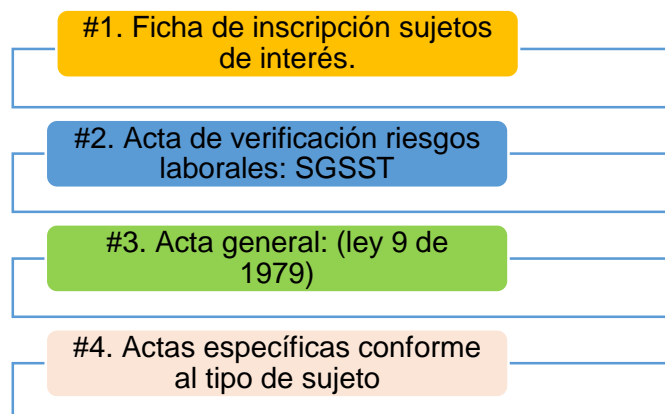 #1. Ficha de inscripción sujetos
de interés.
#2. Acta de verificación riesgos
laborales: SGSST
#3. Acta general: (ley 9 de
1979)
#4. Actas específicas conforme
al tipo de sujeto